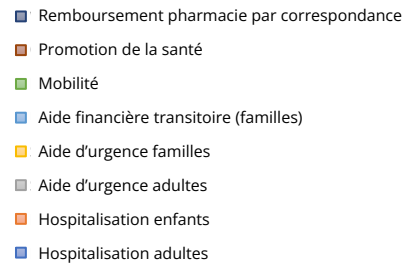 Remboursement pharmacie par correspondance
Promotion de la santé
Mobilité
Aide financière transitoire (familles)
Aide d’urgence familles
Aide d’urgence adultes
Hospitalisation enfants
Hospitalisation adultes